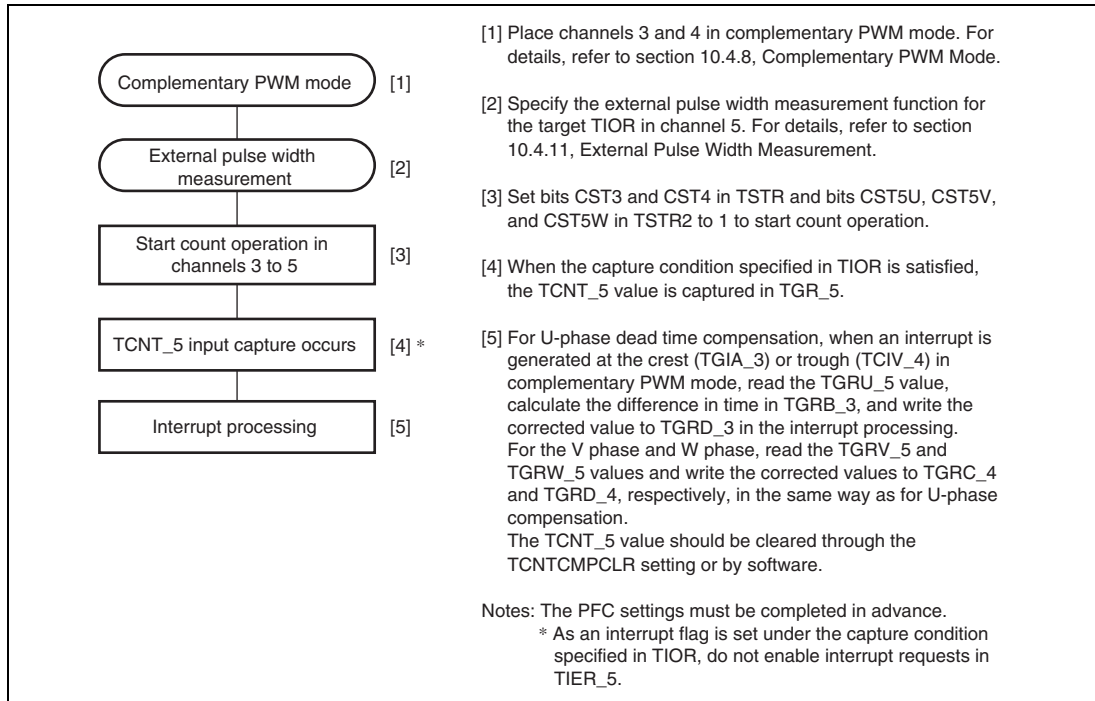 Complementary PWM mode [1]
External pulse width
measurement [2]
Start count operation in
channels 3 to 5 [3]
TCNT_5 input capture occurs [4] *
Interrupt processing [5]
[1] Place channels 3 and 4 in complementary PWM mode. For
details, refer to section 10.4.8, Complementary PWM Mode.
[2] Specify the external pulse width measurement function for
the target TIOR in channel 5. For details, refer to section
10.4.11, External Pulse Width Measurement.
[3] Set bits CST3 and CST4 in TSTR and bits CST5U, CST5V,
and CST5W in TSTR2 to 1 to start count operation.
[4] When the capture condition specified in TIOR is satisfied,
the TCNT_5 value is captured in TGR_5.
[5] For U-phase dead time compensation, when an interrupt is
generated at the crest (TGIA_3) or trough (TCIV_4) in
complementary PWM mode, read the TGRU_5 value,
calculate the difference in time in TGRB_3, and write the
corrected value to TGRD_3 in the interrupt processing.
For the V phase and W phase, read the TGRV_5 and
TGRW_5 values and write the corrected values to TGRC_4
and TGRD_4, respectively, in the same way as for U-phase
compensation.
The TCNT_5 value should be cleared through the
TCNTCMPCLR setting or by software.
Notes: The PFC settings must be completed in advance.
* As an interrupt flag is set under the capture condition
specified in TIOR, do not enable interrupt requests in
TIER_5.